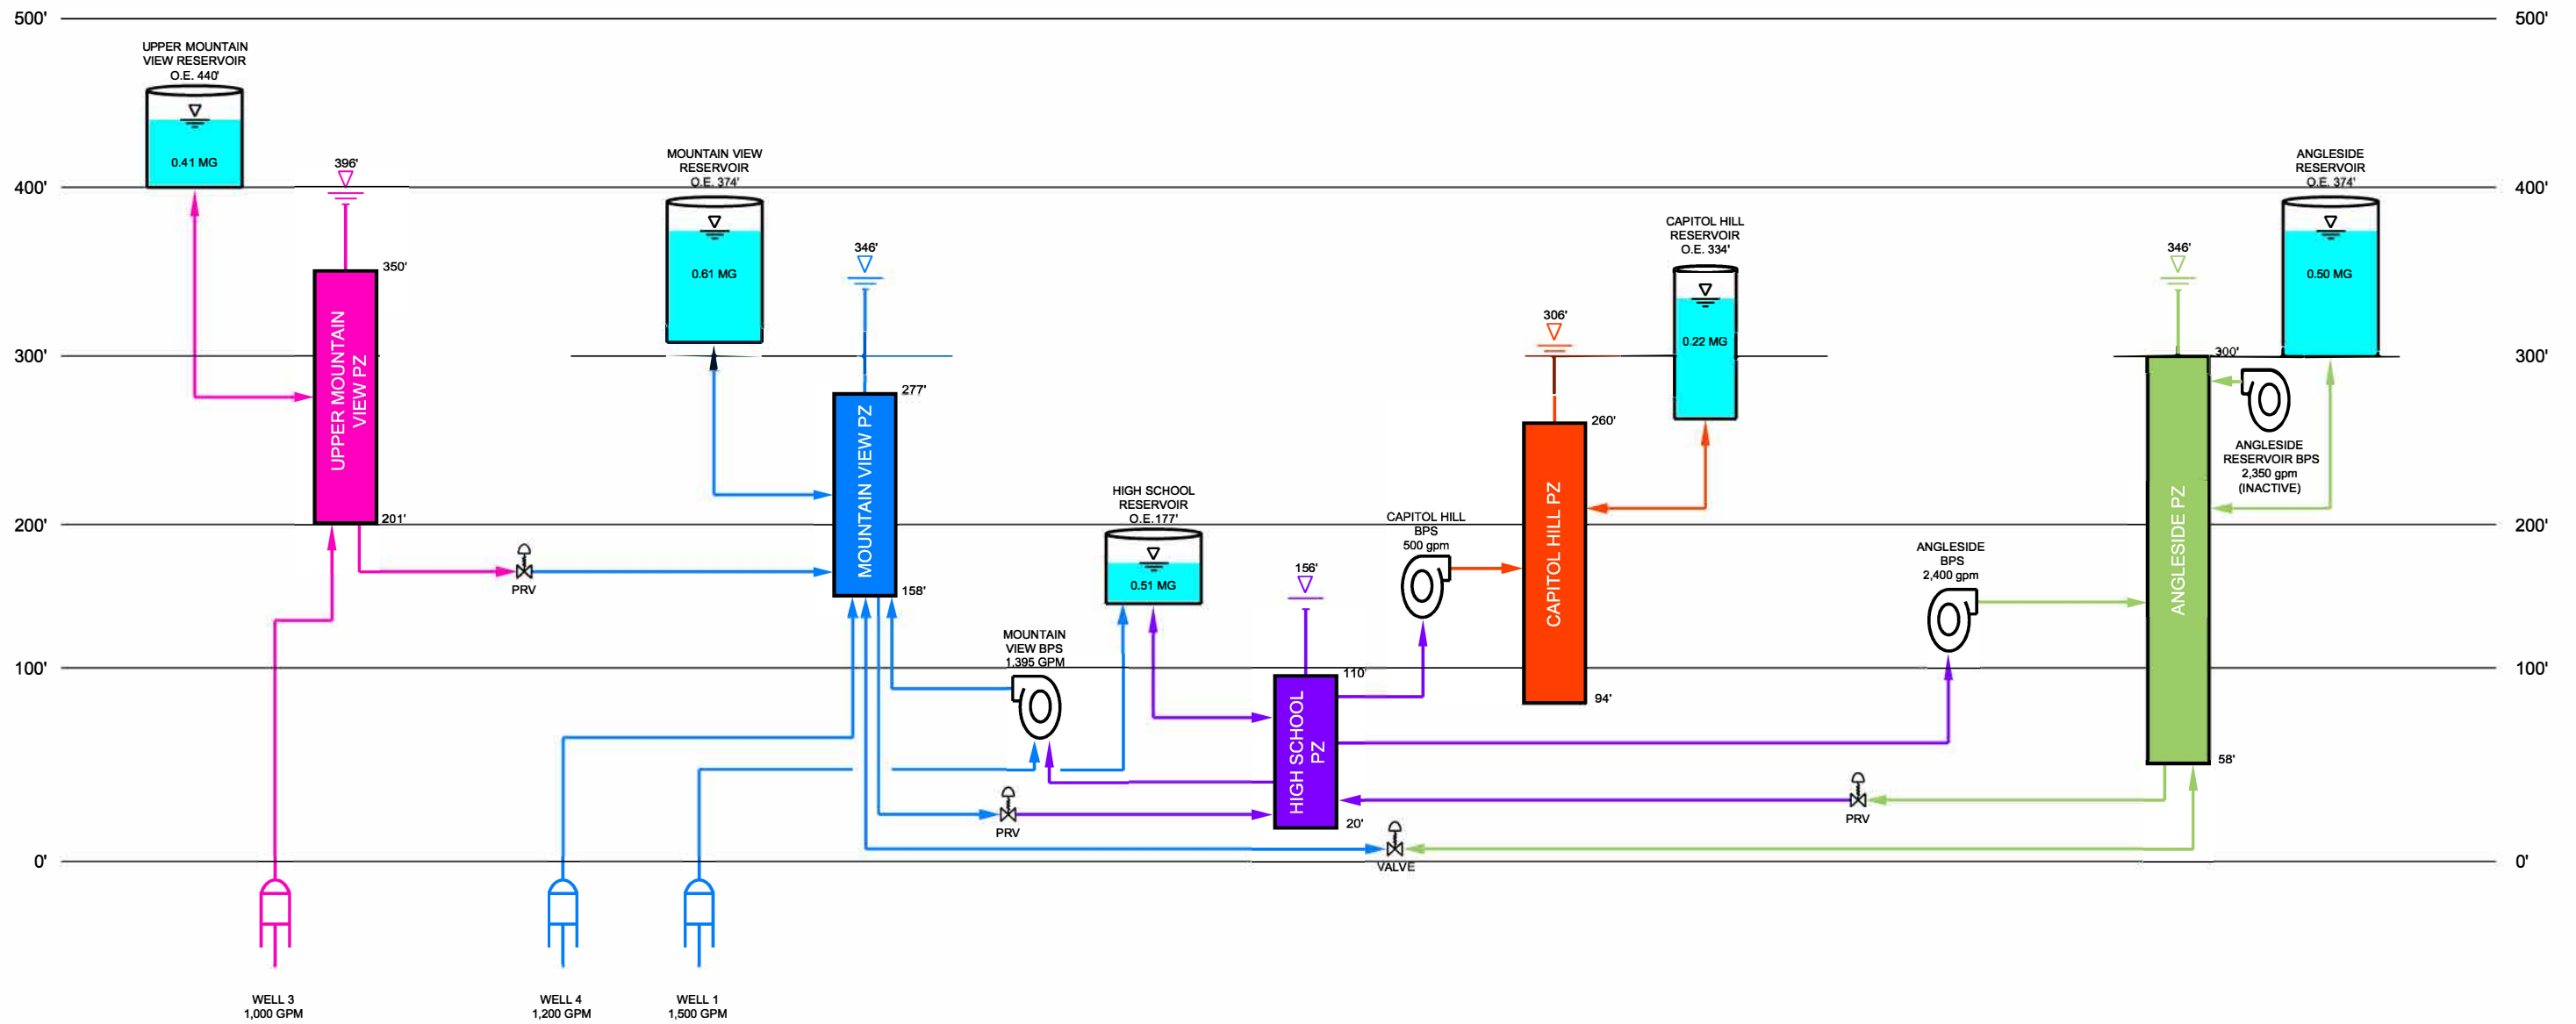 500'
500'
UPPER MOUNTAIN
VIEW RESERVOIR
O.E. 440'
0.41 MG
396'
400'
400'
350'
UPPER MOUNTAIN
VIEW PZ
201'
MOUNTAIN VIEW
RESERVOIR
O.E. 374'
0.61 MG
346'
277'
MOUNTAIN VIEW PZ
158'
300'
300'
200'
200'
PRV
HIGH SCHOOL
RESERVOIR
O.E.177'
0.51 MG
MOUNTAIN
VIEW BPS
1,395 GPM
156'
110'
HIGH SCHOOL
PZ
20'
PRV
CAPITOL HILL
BPS
500 gpm
306'
260'
CAPITOL HILL PZ
94'
CAPITOL HILL
RESERVOIR
O.E. 334'
0.22 MG
ANGLESIDE
BPS
2,400 gpm
346'
300'
ANGLESIDE PZ
58'
ANGLESIDE
RESERVOIR
O.E. 374'
0.50 MG
ANGLESIDE
RESERVOIR BPS
2,350 gpm
(INACTIVE)
PRV
VALVE
100'
100'
0'
0'
WELL 3
1,000 GPM
WELL 4
1,200 GPM
WELL 1
1,500 GPM